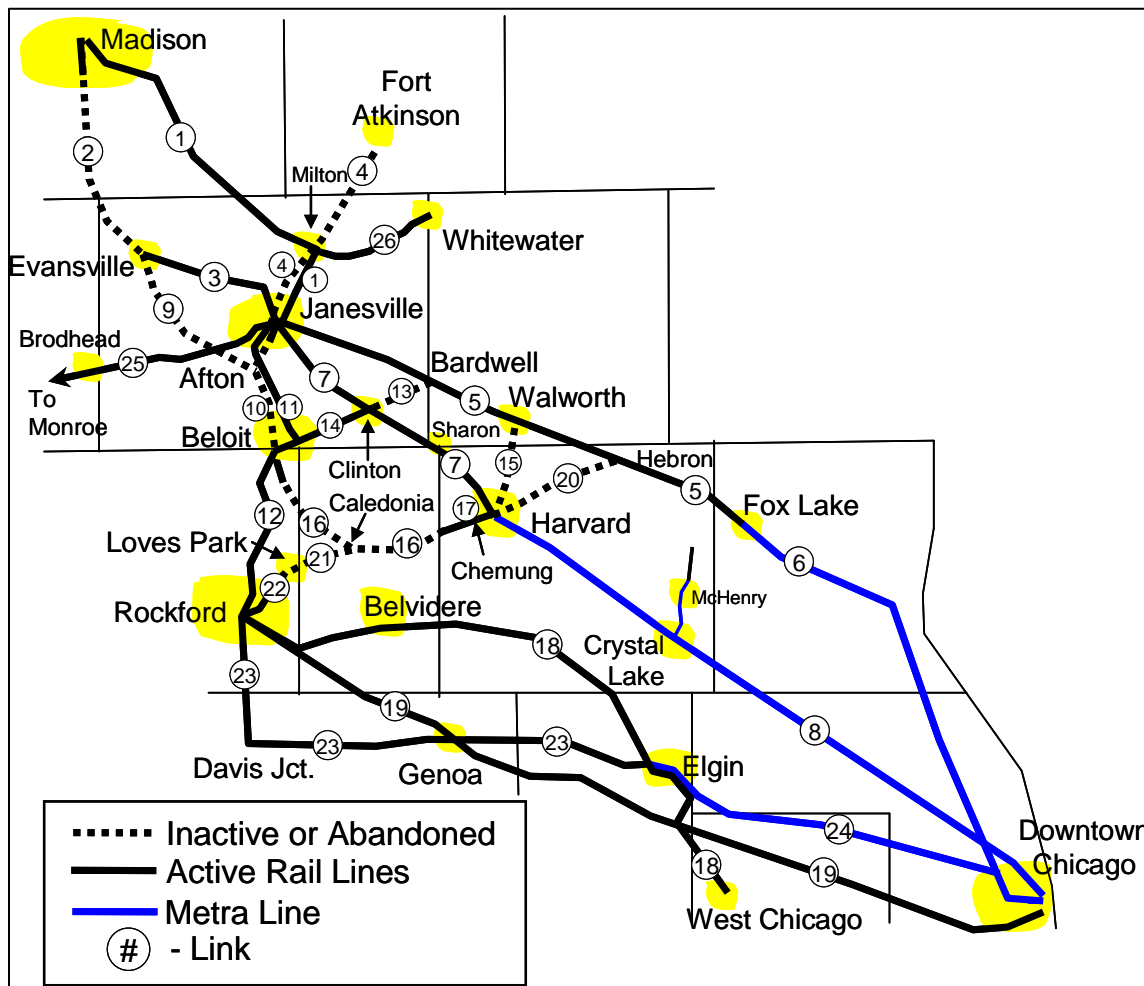 Madison
Fort
Atkinson
1
2
4
Milton
Whitewater
26
Evansville
3
4
1
9
Janesville
Brodhead
25
Afton
7
Bardwell
13
5
Walworth
To
Monroe
10
11
14
Beloit
Sharon
Clinton
7
15
20
Hebron
5
Caledonia
17
Harvard
Fox Lake
12
16
Loves Park
21
16
Chemung
6
22
Rockford
Belvidere
McHenry
18
Crystal
Lake
23
19
8
23
23
Davis Jct.
Genoa
Elgin
24
Downtown
Chicago
18
19
West Chicago
Inactive or Abandoned
Active Rail Lines
Metra Line
# - Link